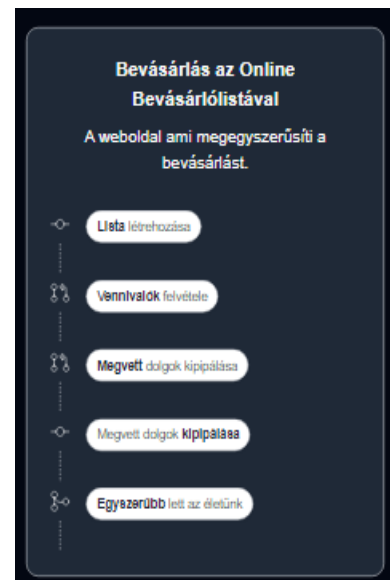 Bevásárlás az Online
Bevásárlólistával
A weboldal ami megegyszerűsíti a
bevásárlást.
Lista létrehozása
Vennivalók felvétele
Megvett dolgok kipipálása
Megvett dolgok kipipálása
Egyszerűbb lett az életünk